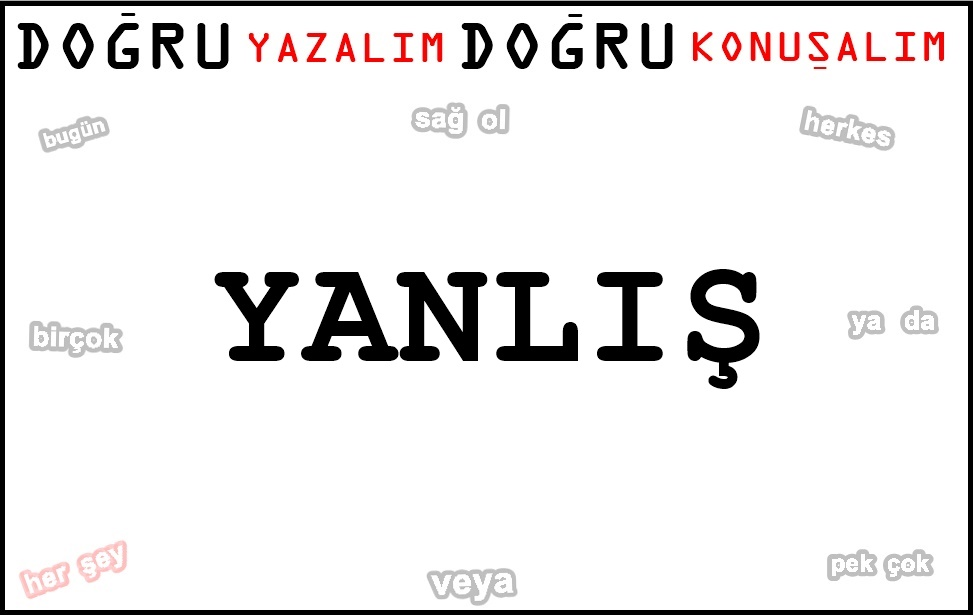 DOĞRU YAZALIM DOĞRU KONUŞALIM
bugün
sağ ol
herkes
YANLIŞ
birçok
ya da
her şey
veya
pek çok